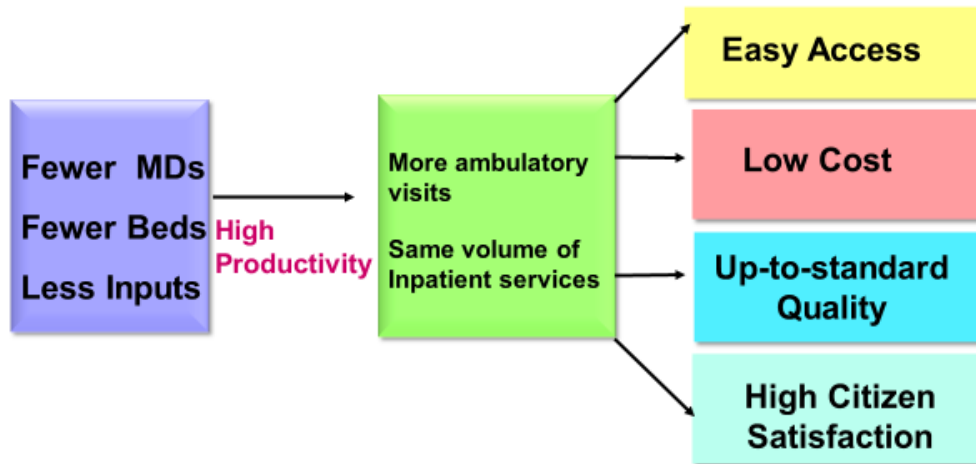 Fewer MDs
Fewer Beds
Less Inputs
High
Productivity
More ambulatory
visits
Same volume of
Inpatient services
Easy Access
Low Cost
Up-to-standard
Quality
High Citizen
Satisfaction